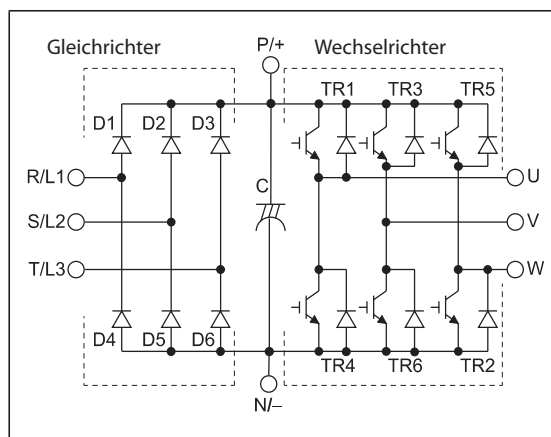 P/+
Gleichrichter
Wechselrichter
TR1 TR3 TR5
D1 D2 D3
R/L1
C
U
S/L2
V
T/L3
W
D4 D5 D6
TR4 TR6 TR2
N/–